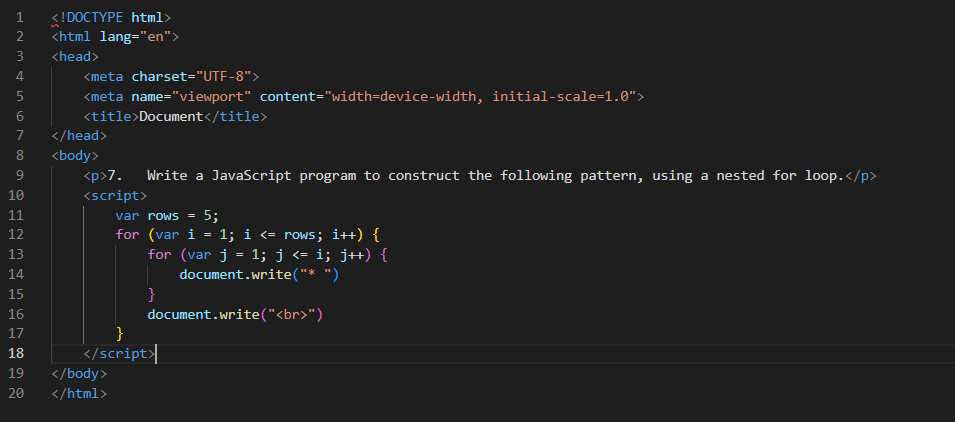 1 <!DOCTYPE html>
2 <html lang="en">
3 <head>
4     <meta charset="UTF-8">
5     <meta name="viewport" content="width=device-width, initial-scale=1.0">
6     <title>Document</title>
7 </head>
8 <body>
9     <p>7.   Write a JavaScript program to construct the following pattern, using a nested for loop.</p>
10     <script>
11         var rows = 5;
12         for (var i = 1; i <= rows; i++) {
13             for (var j = 1; j <= i; j++) {
14                 document.write("* ")
15             }
16             document.write("<br>")
17         }
18     </script>
19 </body>
20 </html>